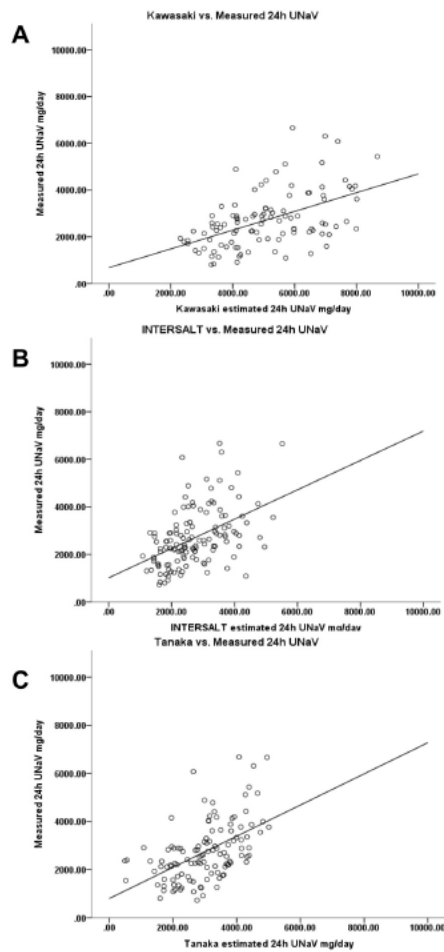 Kawasaki vs. Measured 24h UNaV
A
10000.00
8000.00
6000.00
4000.00
2000.00
.00
Measured 24h UNaV mg/day
.00 2000.00 4000.00 6000.00 8000.00 10000.00
Kawasaki estimated 24h UNaV mg/day
INTERSALT vs. Measured 24h UNaV
B
10000.00
8000.00
6000.00
4000.00
2000.00
.00
Measured 24h UNaV mg/day
.00 2000.00 4000.00 6000.00 8000.00 10000.00
INTERSALT estimated 24h UNaV mg/day
Tanaka vs. Measured 24h UNaV
C
10000.00
8000.00
6000.00
4000.00
2000.00
.00
Measured 24h UNaV mg/day
.00 2000.00 4000.00 6000.00 8000.00 10000.00
Tanaka estimated 24h UNaV mg/day